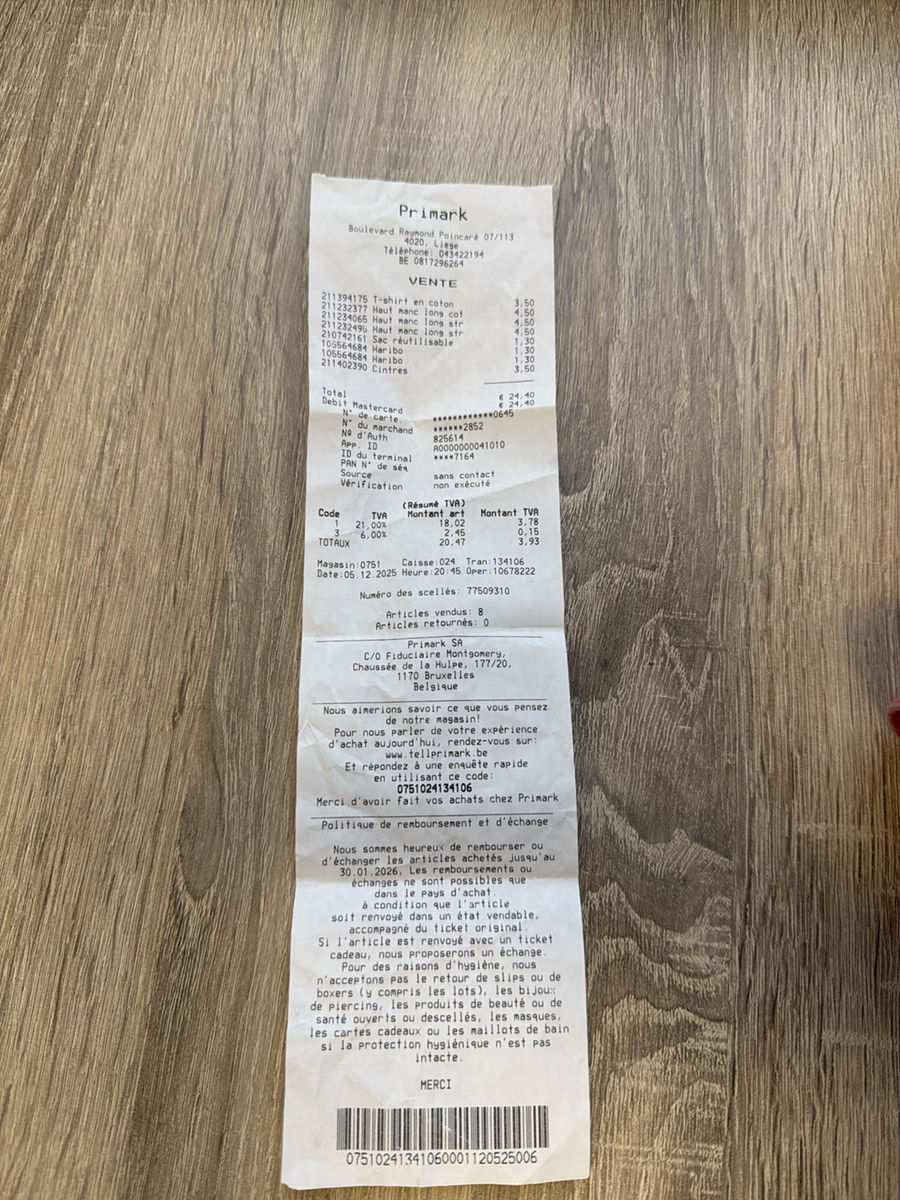 Primark
Boulevard Raymond Poincaré 07/113
4020, Liege
Téléphone: 043422194
BE 0817296264
VENTE
211394175 T-shirt en coton 3,50
211232377 Haut manc long cot 4,50
211234065 Haut manc long str 4,50
211232495 Haut manc long str 4,50
210742161 Sac réutilisable 1,30
106564684 Haribo 1,30
106564684 Haribo 1,30
211402390 Cintres 3,50
Total € 24,40
Debit Mastercard € 24,40
N° de carte. ************0645
N° du marchand ******2852
Nº d'Auth 825614
App. ID A0000000041010
ID du terminal ****7164
PAN N° de séq
Source sans contact
Vérification non exécuté
(Résumé TVA)
Code TVA Montant art Montant TVA
1 21,00% 18,02 3,78
3 6,00% 2,45 0,15
TOTAUX 20,47 3,93
Magasin:0751 Caisse:024 Tran:134106
Date:05.12.2025 Heure:20:45 Oper:10678222
Numéro des scellés: 77509310
Articles vendus: 8
Articles retournés: 0
Primark SA
C/O Fiduciaire Montgomery,
Chaussée de la Hulpe, 177/20,
1170 Bruxelles
Belgique
Nous aimerions savoir ce que vous pensez
de notre magasin!
Pour nous parler de votre expérience
d'achat aujourd'hui, rendez-vous sur:
www.tellprimark.be
Et répondez à une enquête rapide
en utilisant ce code:
0751024134106
Merci d'avoir fait vos achats chez Primark
Politique de remboursement et d'échange
Nous sommes heureux de rembourser ou
d'échanger les articles achetés jusqu'au
30.01.2026, Les remboursements ou
échanges ne sont possibles que
dans le pays d'achat.
à condition que l'article
soit renvoyé dans un état vendable,
accompagné du ticket original.
Si l'article est renvoyé avec un ticket
cadeau, nous proposerons un échange.
Pour des raisons d'hygiène, nous
n'acceptons pas le retour de slips ou de
boxers (y compris les lots), les bijoux
de piercing, les produits de beauté ou de
santé ouverts ou descellés, les masques,
les cartes cadeaux ou les maillots de bain
si la protection hygiénique n'est pas
intacte.
MERCI
07510241341060001120525006